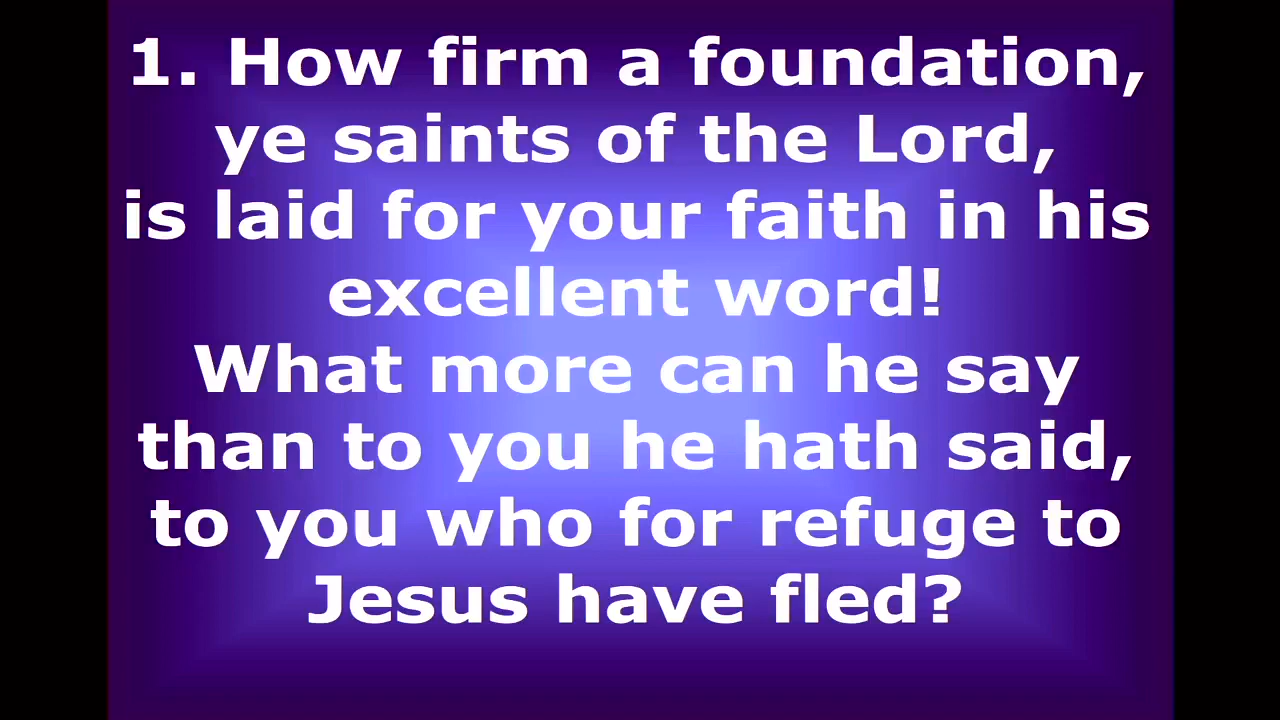 1. How firm a foundation,
ye saints of the Lord,
is laid for your faith in his
excellent word!
What more can he say
than to you he hath said,
to you who for refuge to
Jesus have fled?